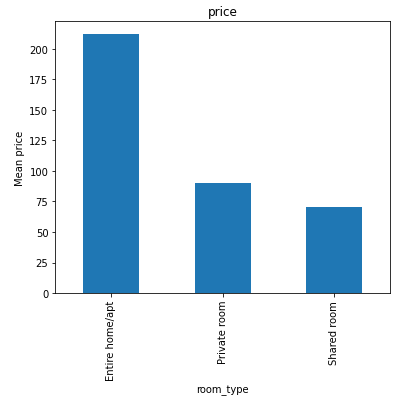 price
Mean price
200
175
150
125
100
75
50
25
0
Entire home/apt
Private room
Shared room
room_type